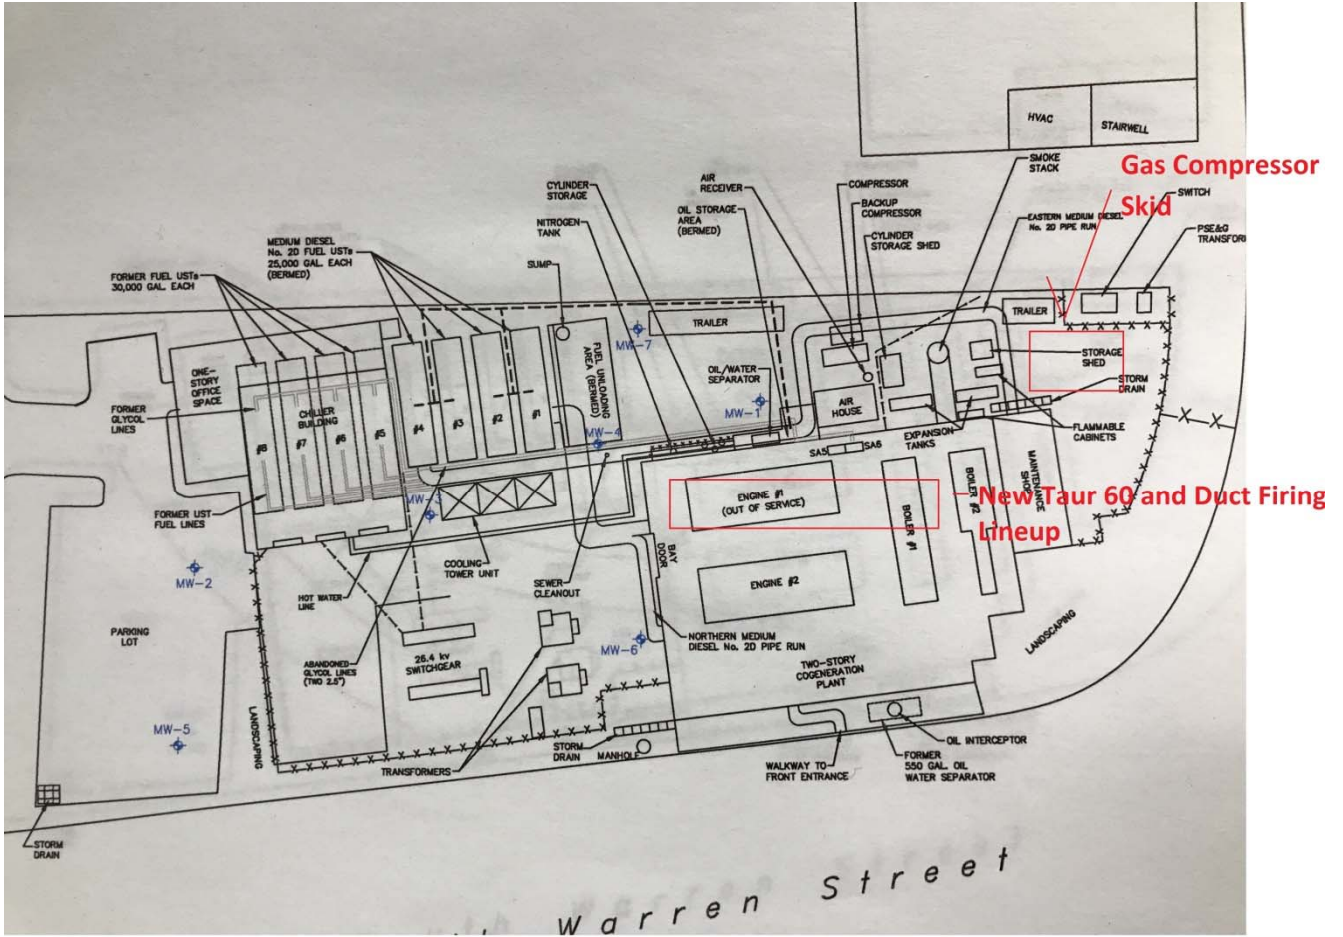 HVAC
STAIRWELL
SMOKE
STACK
Gas Compressor
Skid
SWITCH
PSE&G
TRANSFOR
EASTERN MEDIUM DIESEL
No. 2D PIPE RUN
COMPRESSOR
BACKUP
COMPRESSOR
CYLINDER
STORAGE SHED
AIR
RECEIVER
OIL STORAGE
AREA
(BERMED)
CYLINDER
STORAGE
NITROGEN
TANK
SUMP
MEDIUM DIESEL
No. 2D FUEL USTs
25,000 GAL. EACH
(BERMED)
FORMER FUEL USTs
30,000 GAL. EACH
TRAILER
TRAILER
MW-7
FUEL UNLOADING
AREA (BERMED)
ONE-
STORY
OFFICE
SPACE
FORMER
GLYCOL
LINES
CHILLER
BUILDING
#8
#7
#6
#5
#4
#3
#2
#1
OIL/WATER
SEPARATOR
MW-1
MW-4
AIR
HOUSE
STORAGE
SHED
STORM
DRAIN
FLAMMABLE
CABINETS
EXPANSION
TANKS
SA5
SA6
FORMER UST
FUEL LINES
MW-3
COOLING
TOWER UNIT
ENGINE #1
(OUT OF SERVICE)
BOILER #1
BOILER #2
MAINTENANCE
SHOP
New Taur 60 and Duct Firing
Lineup
BAY
DOOR
ENGINE #2
MW-2
HOT WATER
LINE
SEWER
CLEANOUT
PARKING
LOT
ABANDONED
GLYCOL LINES
(TWO 2.5")
26.4 kv
SWITCHGEAR
MW-6
NORTHERN MEDIUM
DIESEL No. 2D PIPE RUN
TWO-STORY
COGENERATION
PLANT
LANDSCAPING
MW-5
LANDSCAPING
TRANSFORMERS
STORM
DRAIN
MANHOLE
WALKWAY TO
FRONT ENTRANCE
OIL INTERCEPTOR
FORMER
550 GAL. OIL
WATER SEPARATOR
STORM
DRAIN
Warren Street